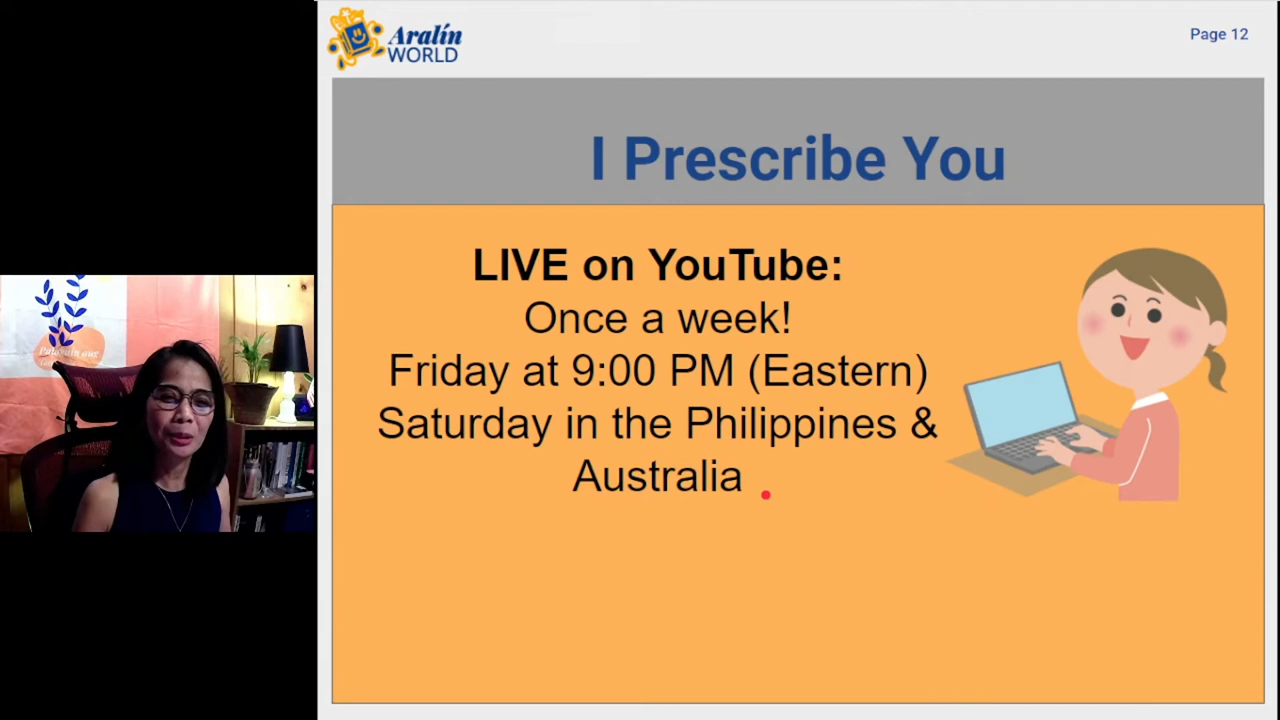 Aralín
WORLD
Page 12
I Prescribe You
LIVE on YouTube:
Once a week!
Friday at 9:00 PM (Eastern)
Saturday in the Philippines &
Australia